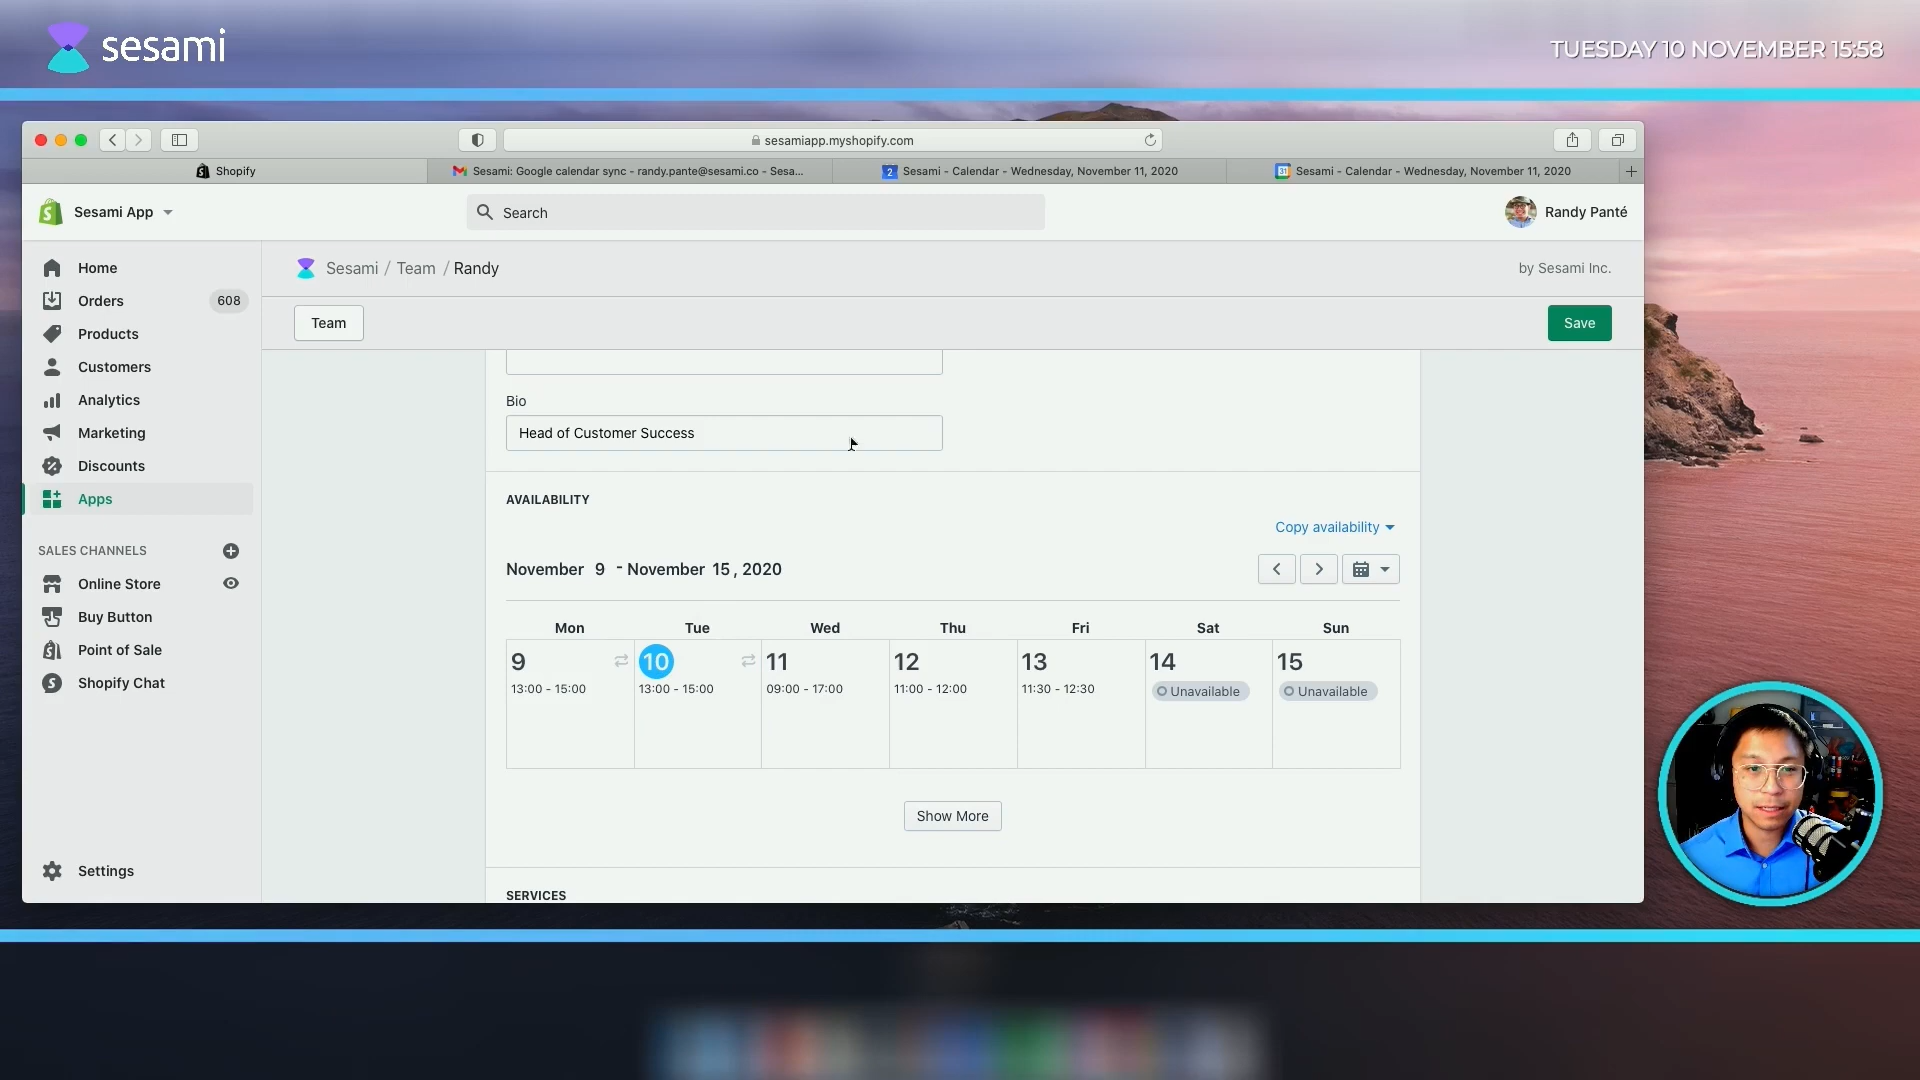 sesami
TUESDAY 10 NOVEMBER 15:58
sesamiapp.myshopify.com
Shopify
Sesami: Google calendar sync - randy.pante@sesami.co - Sesa...
2
Sesami - Calendar - Wednesday, November 11, 2020
31
Sesami - Calendar - Wednesday, November 11, 2020
Sesami App
Search
Randy Panté
Home
Orders
608
Products
Customers
Analytics
Marketing
Discounts
Apps
SALES CHANNELS
Online Store
Buy Button
Point of Sale
Shopify Chat
Settings
Sesami / Team / Randy
by Sesami Inc.
Team
Save
Bio
Head of Customer Success
AVAILABILITY
Copy availability
November 9 - November 15, 2020
Mon Tue Wed Thu Fri Sat Sun
9 10 11 12 13 14 15
13:00 - 15:00 13:00 - 15:00 09:00 - 17:00 11:00 - 12:00 11:30 - 12:30 Unavailable Unavailable
Show More
SERVICES